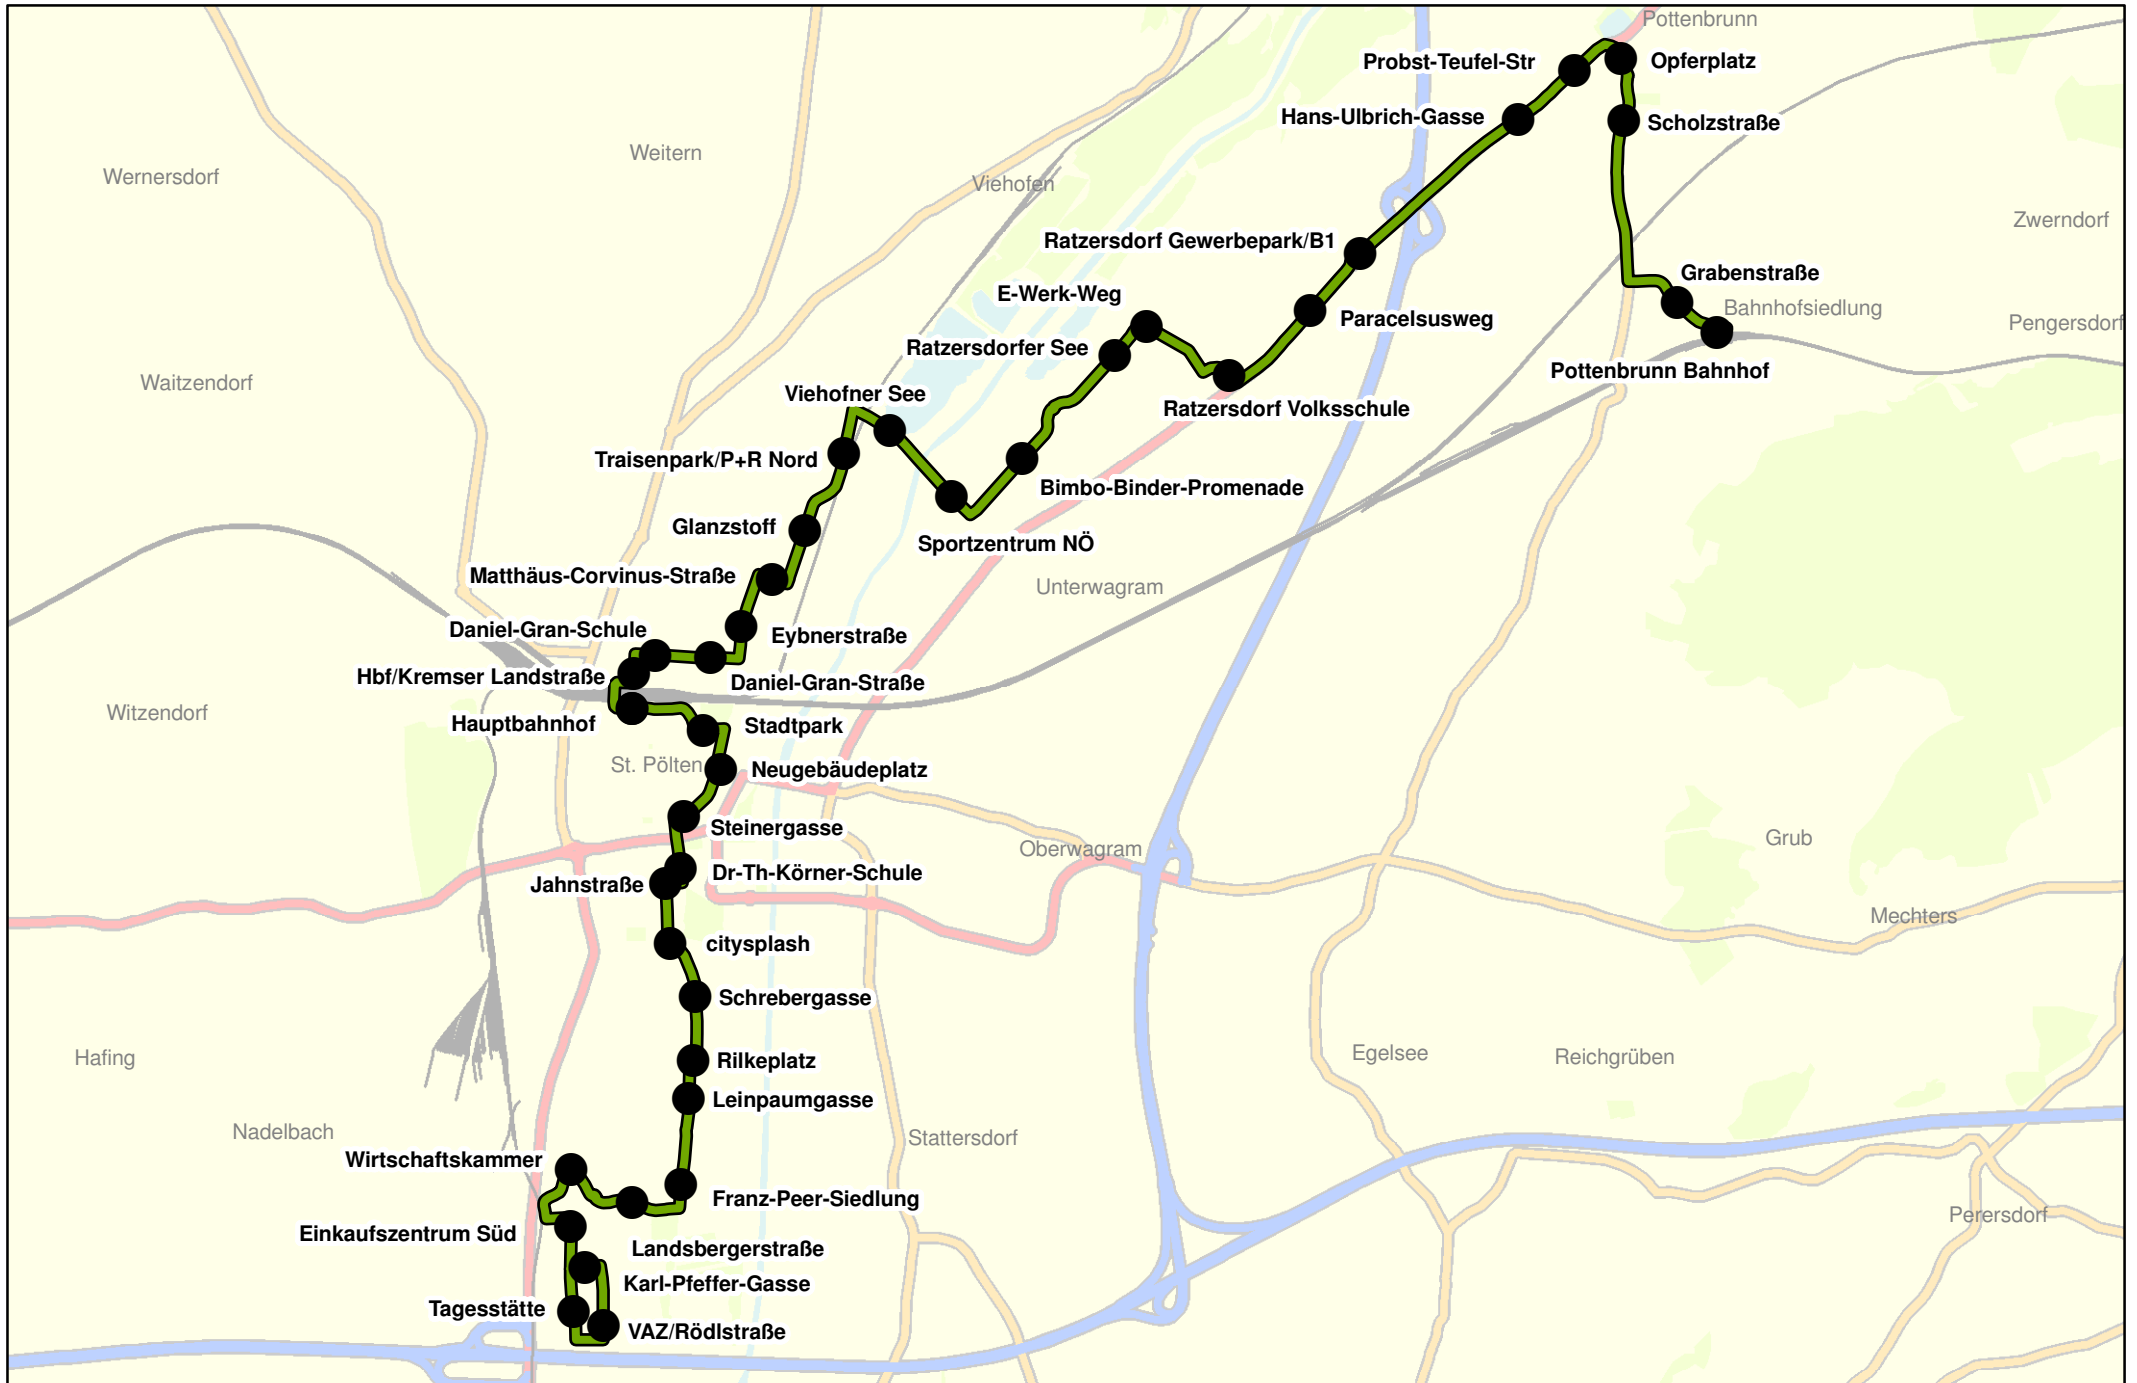 Pottenbrunn
Probst-Teufel-Str
Opferplatz
Hans-Ulbrich-Gasse
Scholzstraße
Weitern
Wernersdorf
Viehofen
Zwerndorf
Ratzersdorf Gewerbepark/B1
Grabenstraße
E-Werk-Weg
Bahnhofsiedlung
Paracelsusweg
Pengersdorf
Ratzersdorfer See
Pottenbrunn Bahnhof
Waitzendorf
Viehofner See
Ratzersdorf Volksschule
Traisenpark/P+R Nord
Bimbo-Binder-Promenade
Glanzstoff
Sportzentrum NÖ
Matthäus-Corvinus-Straße
Unterwagram
Daniel-Gran-Schule
Eybnerstraße
Hbf/Kremser Landstraße
Daniel-Gran-Straße
Witzendorf
Hauptbahnhof
Stadtpark
St. Pölten
Neugebäudeplatz
Steinergasse
Grub
Oberwagram
Dr-Th-Körner-Schule
Jahnstraße
Mechters
citysplash
Schrebergasse
Egelsee
Reichgrüben
Hafing
Rilkeplatz
Leinpaumgasse
Nadelbach
Stattersdorf
Wirtschaftskammer
Franz-Peer-Siedlung
Perersdorf
Einkaufszentrum Süd
Landsbergerstraße
Karl-Pfeffer-Gasse
Tagesstätte
VAZ/Rödlstraße